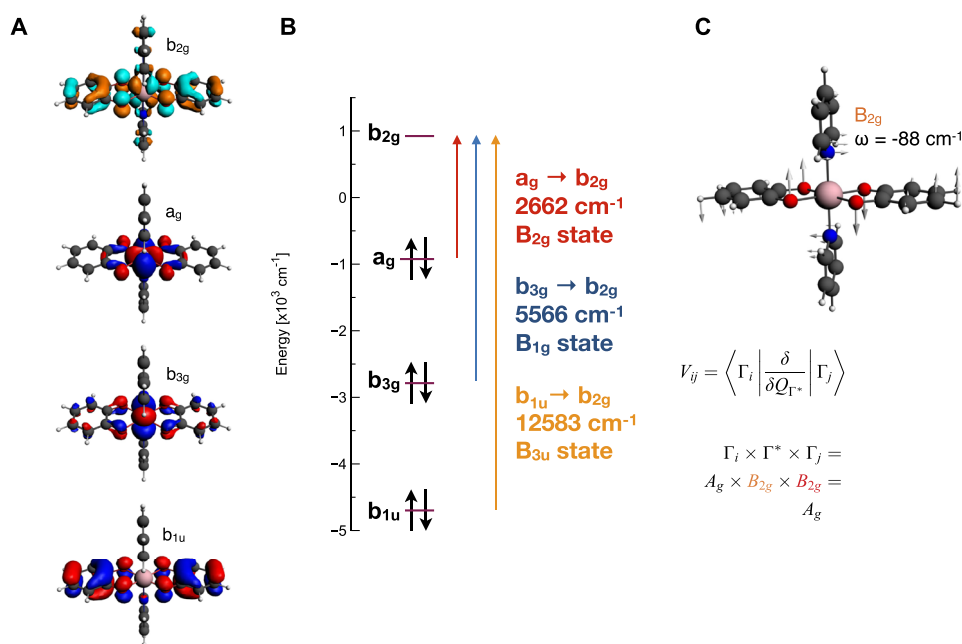 A
b2g
ag
b3g
b1u
B
Energy [x10³ cm⁻¹]
1
0
−1
−2
−3
−4
−5
b2g
ag
b3g
b1u
ag → b2g
2662 cm⁻¹
B2g state
b3g → b2g
5566 cm⁻¹
B1g state
b1u → b2g
12583 cm⁻¹
B3u state
C
B2g
ω = -88 cm⁻¹
Vij = ⟨Γi | δ/δQΓ* | Γj⟩
Γi × Γ* × Γj =
Ag × B2g × B2g =
Ag